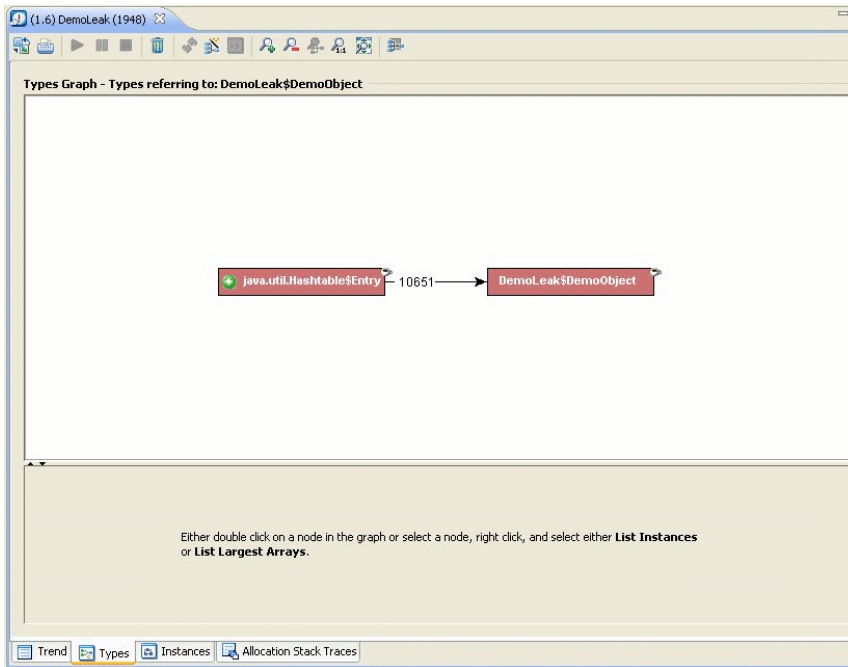 (1.6) DemoLeak (1948)
Types Graph - Types referring to: DemoLeak$DemoObject
java.util.Hashtable$Entry 10651 DemoLeak$DemoObject
Either double click on a node in the graph or select a node, right click, and select either List Instances
or List Largest Arrays.
Trend Types Instances Allocation Stack Traces